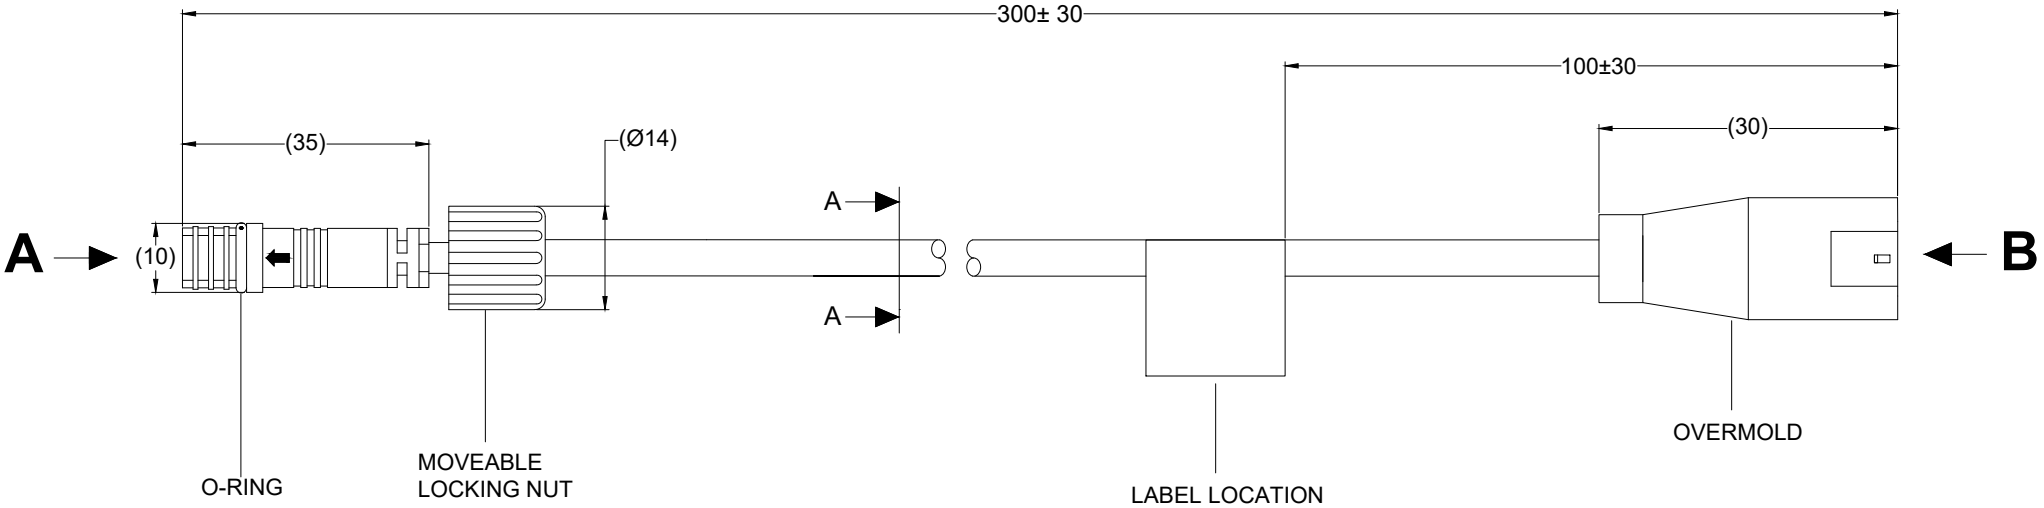 300± 30
100±30
(35)
(Ø14)
(30)
A
A
(10)
B
A
OVERMOLD
MOVEABLE
LOCKING NUT
O-RING
LABEL LOCATION